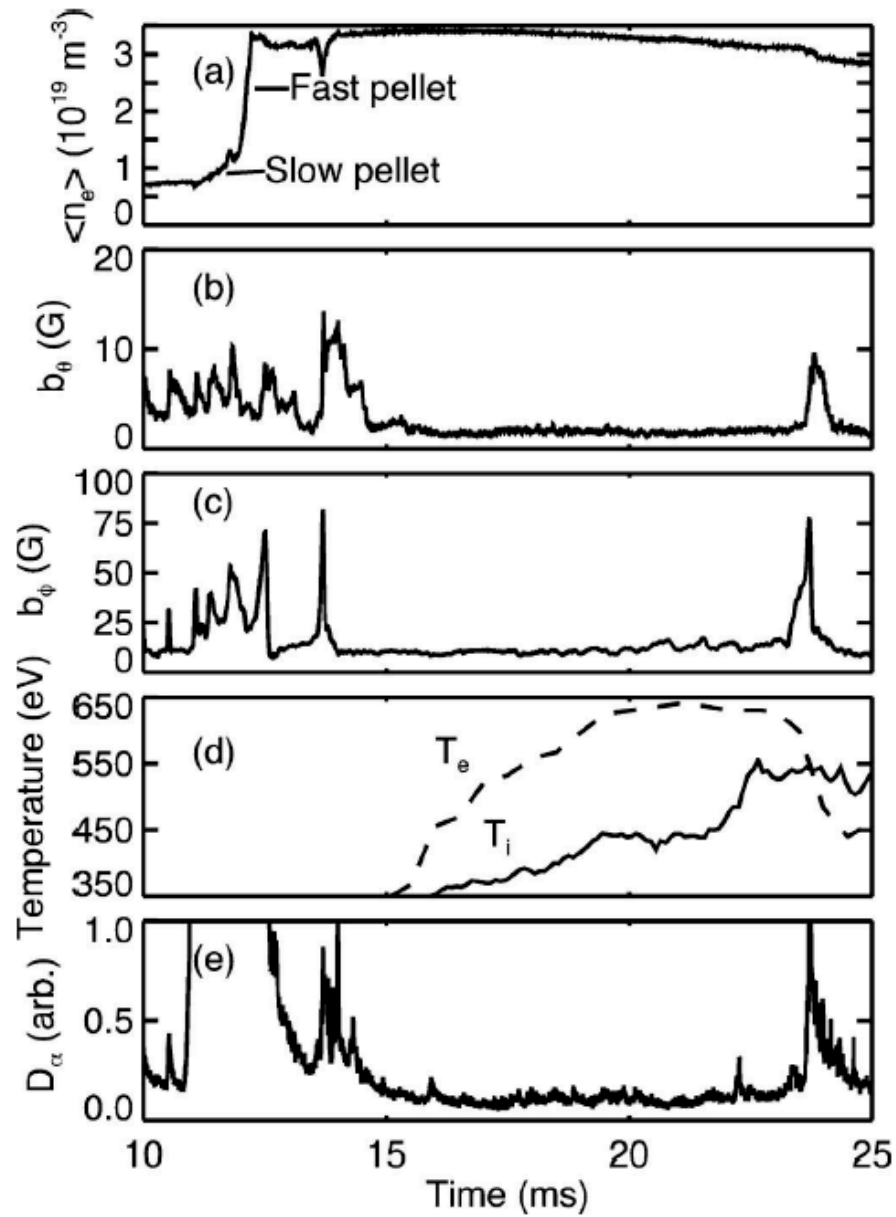 <n_e> (10^19 m^-3)
3
2
1
0
(a)
Fast pellet
Slow pellet
b_θ (G)
20
10
0
(b)
b_ϕ (G)
100
75
50
25
0
(c)
Temperature (eV)
650
550
450
350
(d)
T_e
T_i
D_α (arb.)
1.0
0.5
0.0
(e)
10 15 20 25
Time (ms)